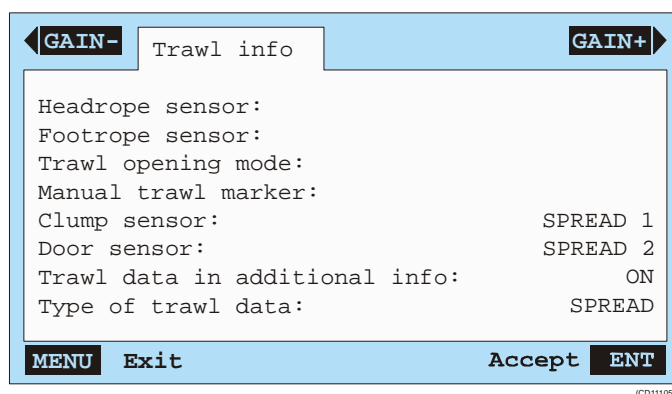 GAIN- Trawl info GAIN+
Headrope sensor:
Footrope sensor:
Trawl opening mode:
Manual trawl marker:
Clump sensor: SPREAD 1
Door sensor: SPREAD 2
Trawl data in additional info: ON
Type of trawl data: SPREAD
MENU Exit Accept ENT
(CD11105